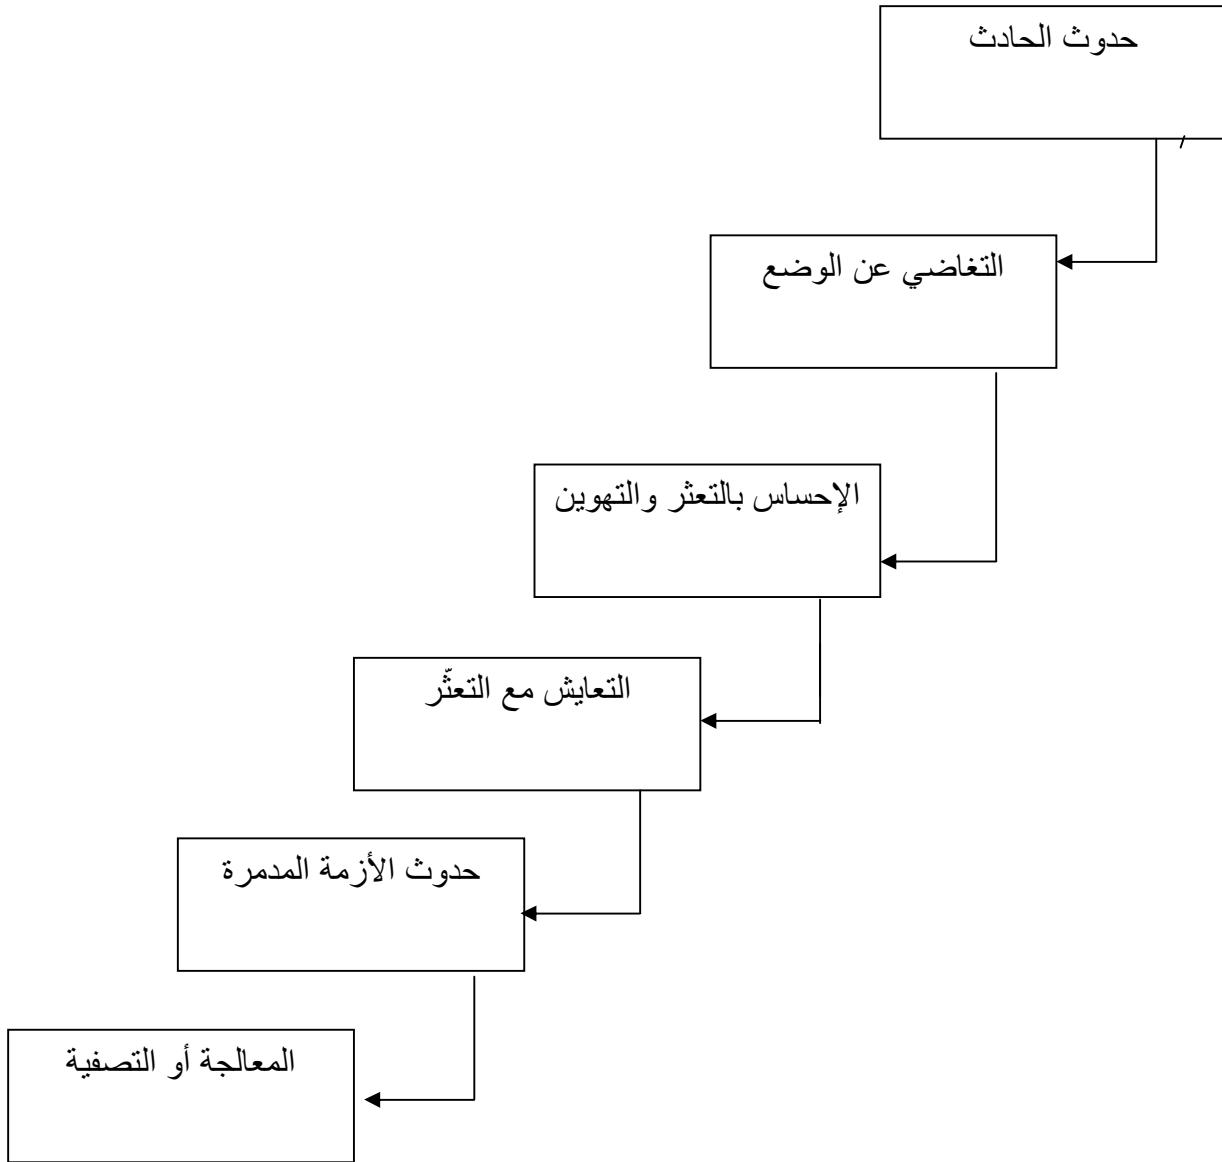 حدوث الحادث
التغاضي عن الوضع
الإحساس بالتعثر والتهوين
التعايش مع التعثّر
حدوث الأزمة المدمرة
المعالجة أو التصفية